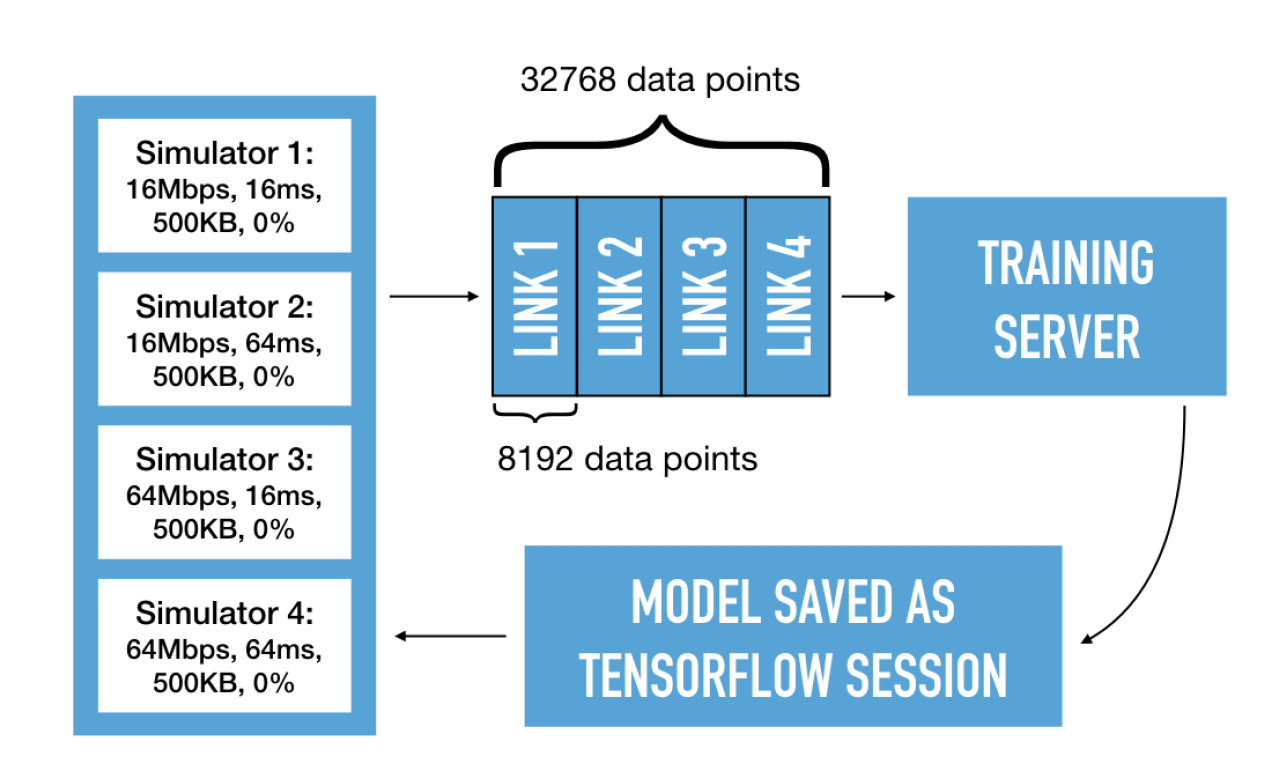 32768 data points
Simulator 1:
16Mbps, 16ms,
500KB, 0%
Simulator 2:
16Mbps, 64ms,
500KB, 0%
Simulator 3:
64Mbps, 16ms,
500KB, 0%
Simulator 4:
64Mbps, 64ms,
500KB, 0%
LINK 1
LINK 2
LINK 3
LINK 4
8192 data points
TRAINING
SERVER
MODEL SAVED AS
TENSORFLOW SESSION